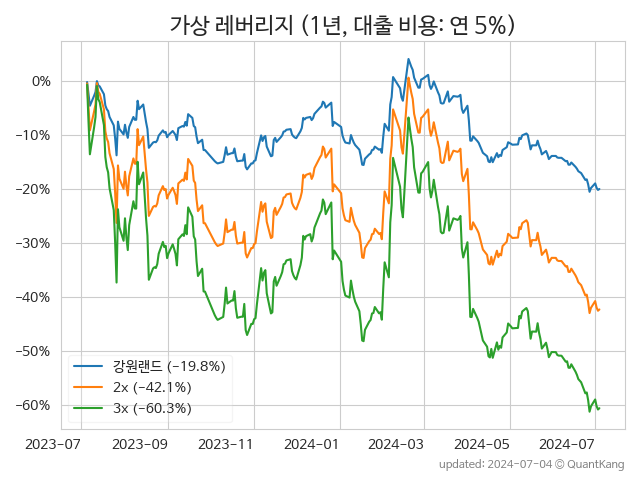 가상 레버리지 (1년, 대출 비용: 연 5%)
0%
−10%
−20%
−30%
−40%
−50%
−60%
강원랜드 (−19.8%)
2x (−42.1%)
3x (−60.3%)
2023-07 2023-09 2023-11 2024-01 2024-03 2024-05 2024-07
updated: 2024-07-04 © QuantKang